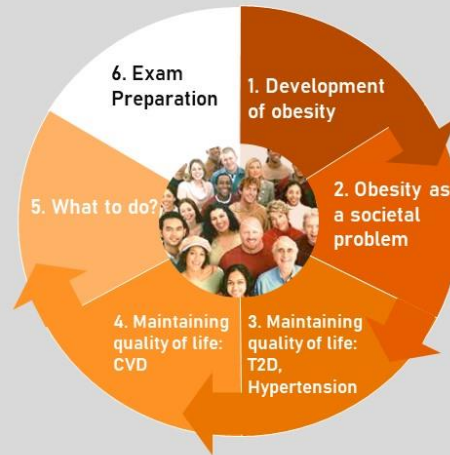 1. Development
of obesity
2. Obesity as
a societal
problem
3. Maintaining
quality of life:
T2D,
Hypertension
4. Maintaining
quality of life:
CVD
5. What to do?
6. Exam
Preparation